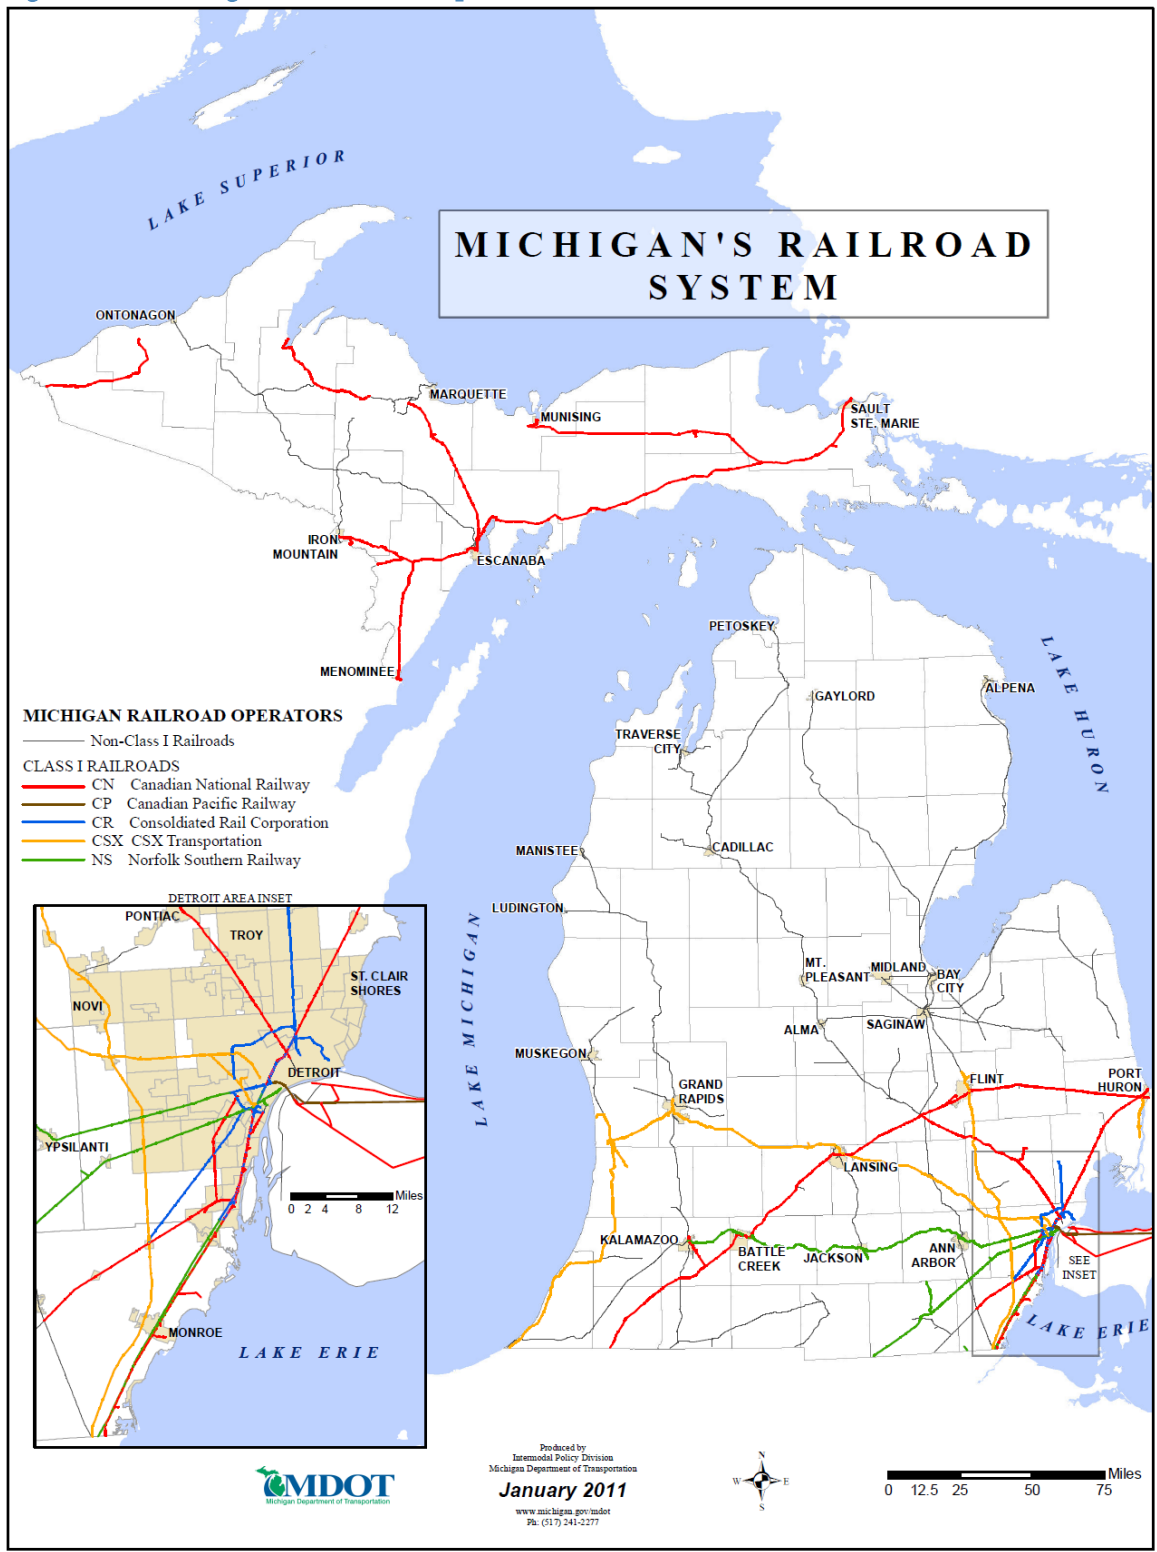 LAKE SUPERIOR
MICHIGAN'S RAILROAD
SYSTEM
ONTONAGON
MARQUETTE
MUNISING
SAULT
STE. MARIE
IRON
MOUNTAIN
ESCANABA
MENOMINEE
PETOSKEY
GAYLORD
ALPENA
LAKE HURON
TRAVERSE
CITY
MANISTEE
CADILLAC
LUDINGTON
LAKE MICHIGAN
MT.
PLEASANT
MIDLAND
BAY
CITY
ALMA
SAGINAW
MUSKEGON
GRAND
RAPIDS
FLINT
PORT
HURON
LANSING
KALAMAZOO
BATTLE
CREEK
JACKSON
ANN
ARBOR
SEE
INSET
LAKE ERIE
MICHIGAN RAILROAD OPERATORS
Non-Class I Railroads
CLASS I RAILROADS
CN Canadian National Railway
CP Canadian Pacific Railway
CR Consoldiated Rail Corporation
CSX CSX Transportation
NS Norfolk Southern Railway
DETROIT AREA INSET
PONTIAC
TROY
ST. CLAIR
SHORES
NOVI
DETROIT
YPSILANTI
Miles
0 2 4 8 12
MONROE
LAKE ERIE
MDOT
Michigan Department of Transportation
Produced by
Intermodal Policy Division
Michigan Department of Transportation
January 2011
www.michigan.gov/mdot
Ph: (517) 241-2277
N
W E
S
Miles
0 12.5 25 50 75